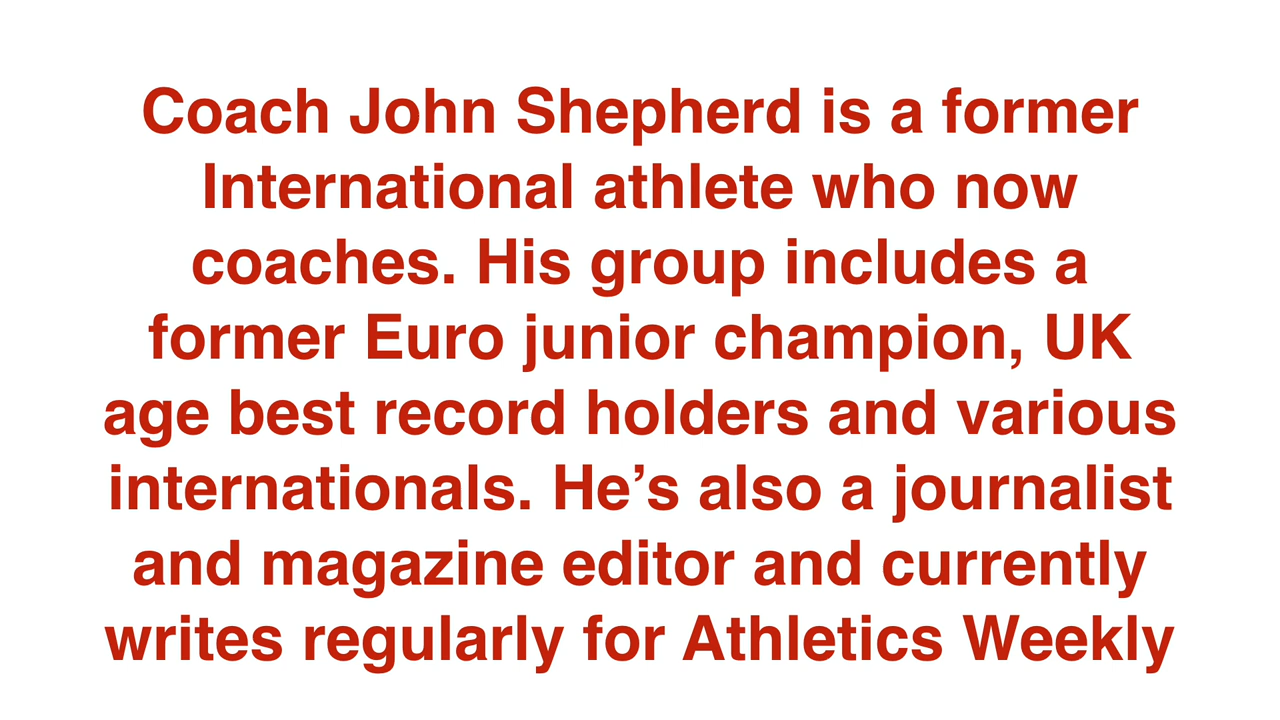 Coach John Shepherd is a former
International athlete who now
coaches. His group includes a
former Euro junior champion, UK
age best record holders and various
internationals. He’s also a journalist
and magazine editor and currently
writes regularly for Athletics Weekly